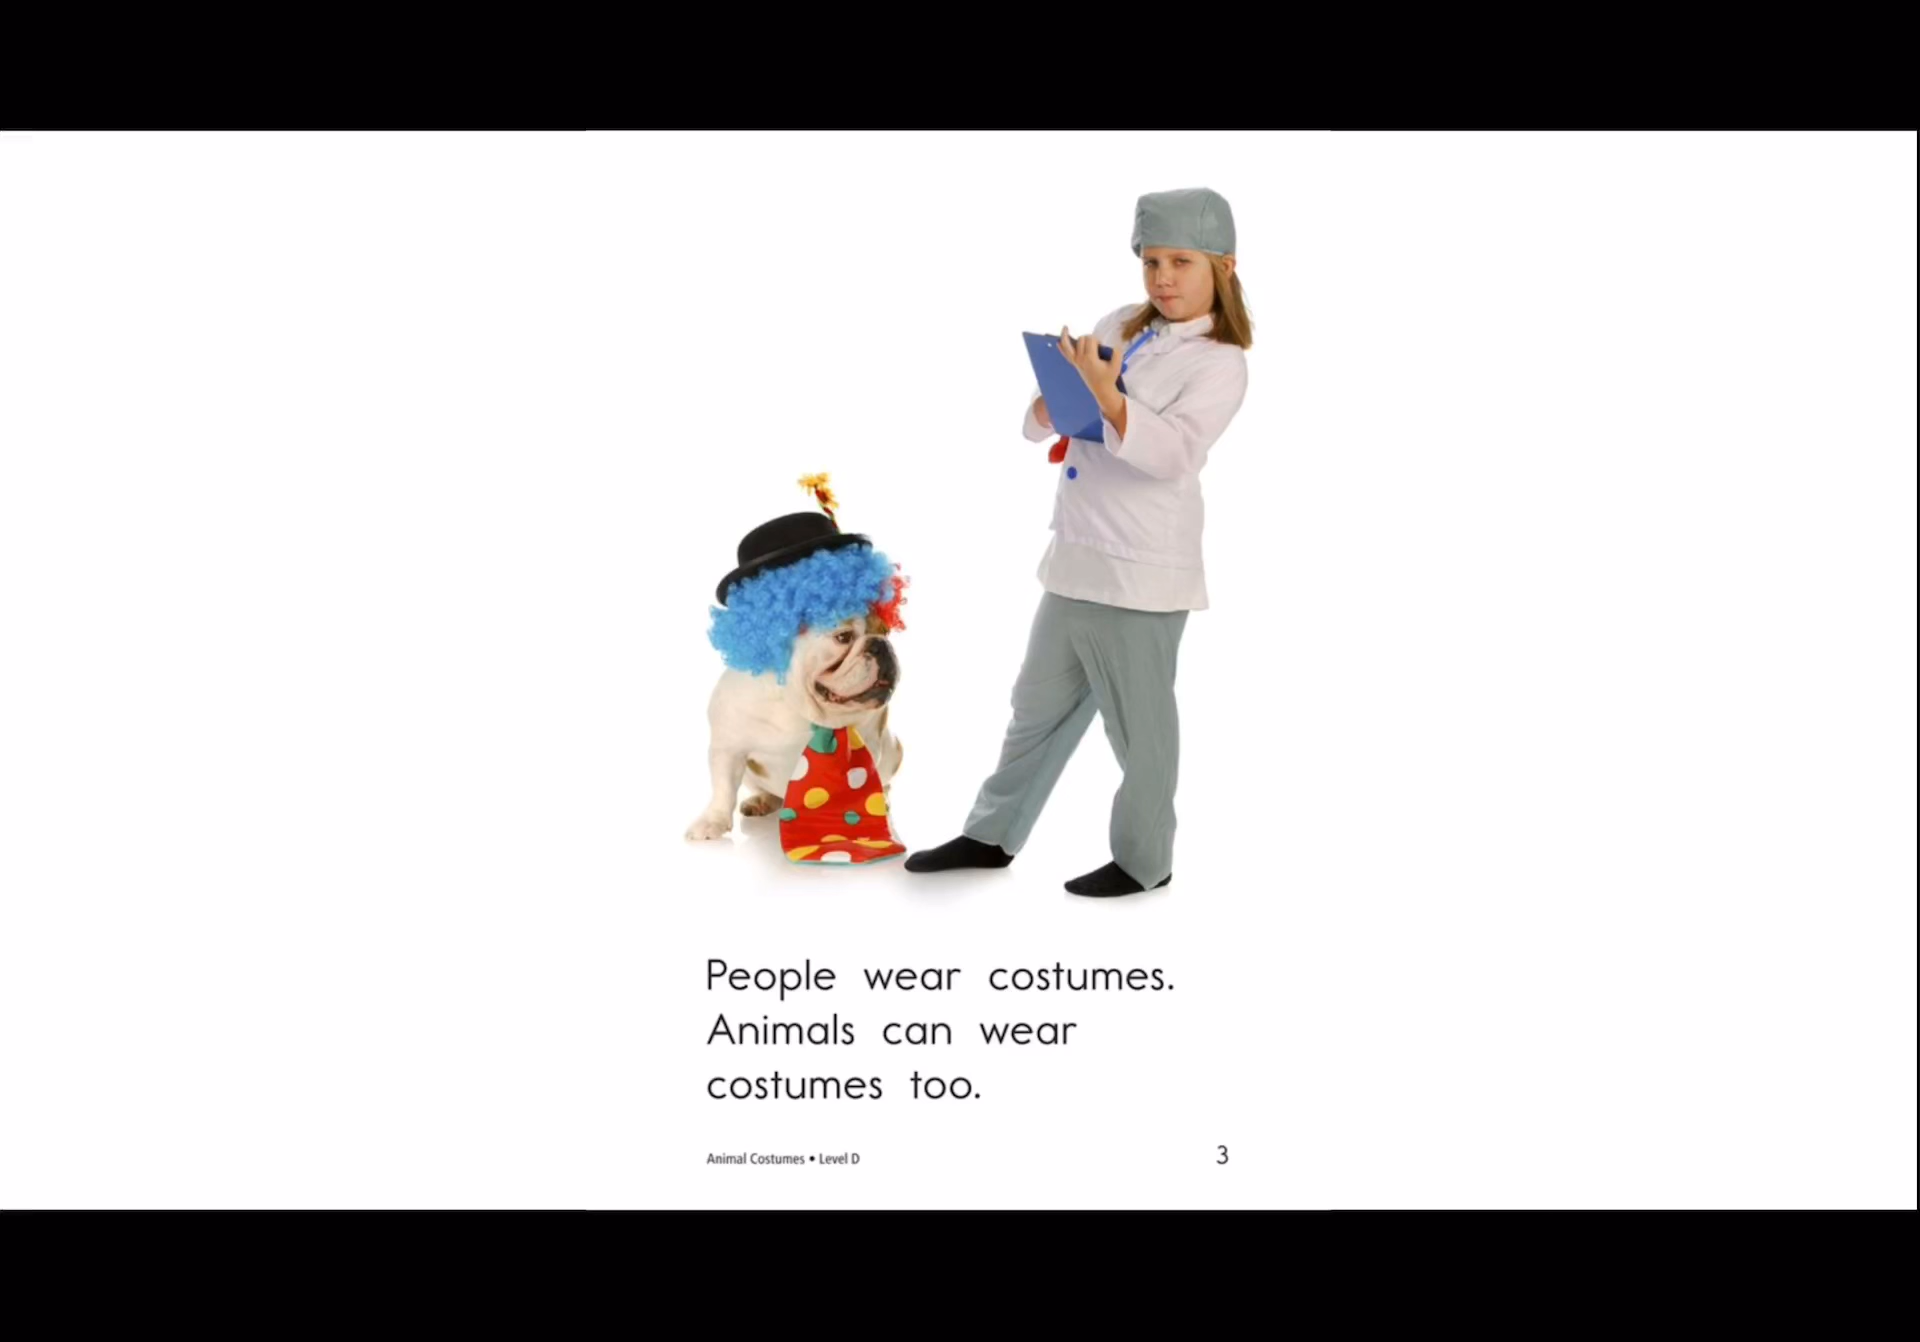 People wear costumes.
Animals can wear
costumes too.
Animal Costumes • Level D
3